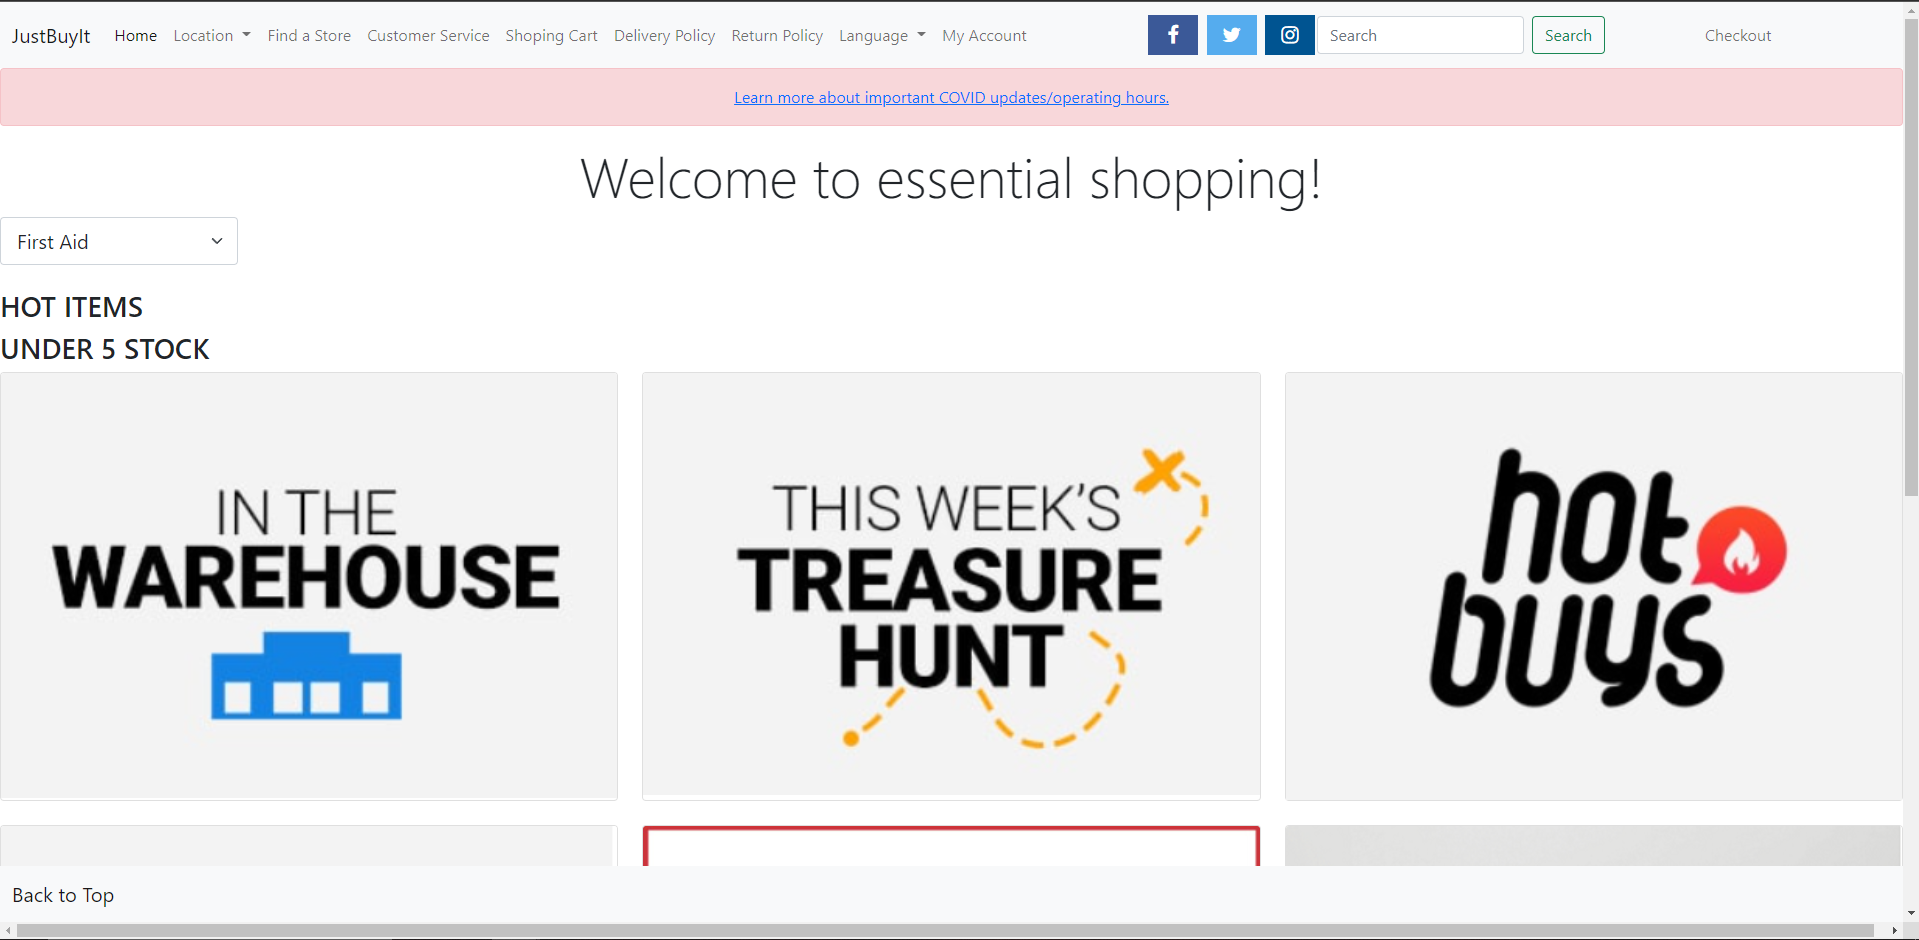 JustBuyIt Home Location Find a Store Customer Service Shoping Cart Delivery Policy Return Policy Language My Account Search Search Checkout
Learn more about important COVID updates/operating hours.
Welcome to essential shopping!
First Aid
HOT ITEMS
UNDER 5 STOCK
IN THE
WAREHOUSE
THIS WEEK'S
TREASURE
HUNT
hot
buys
Back to Top